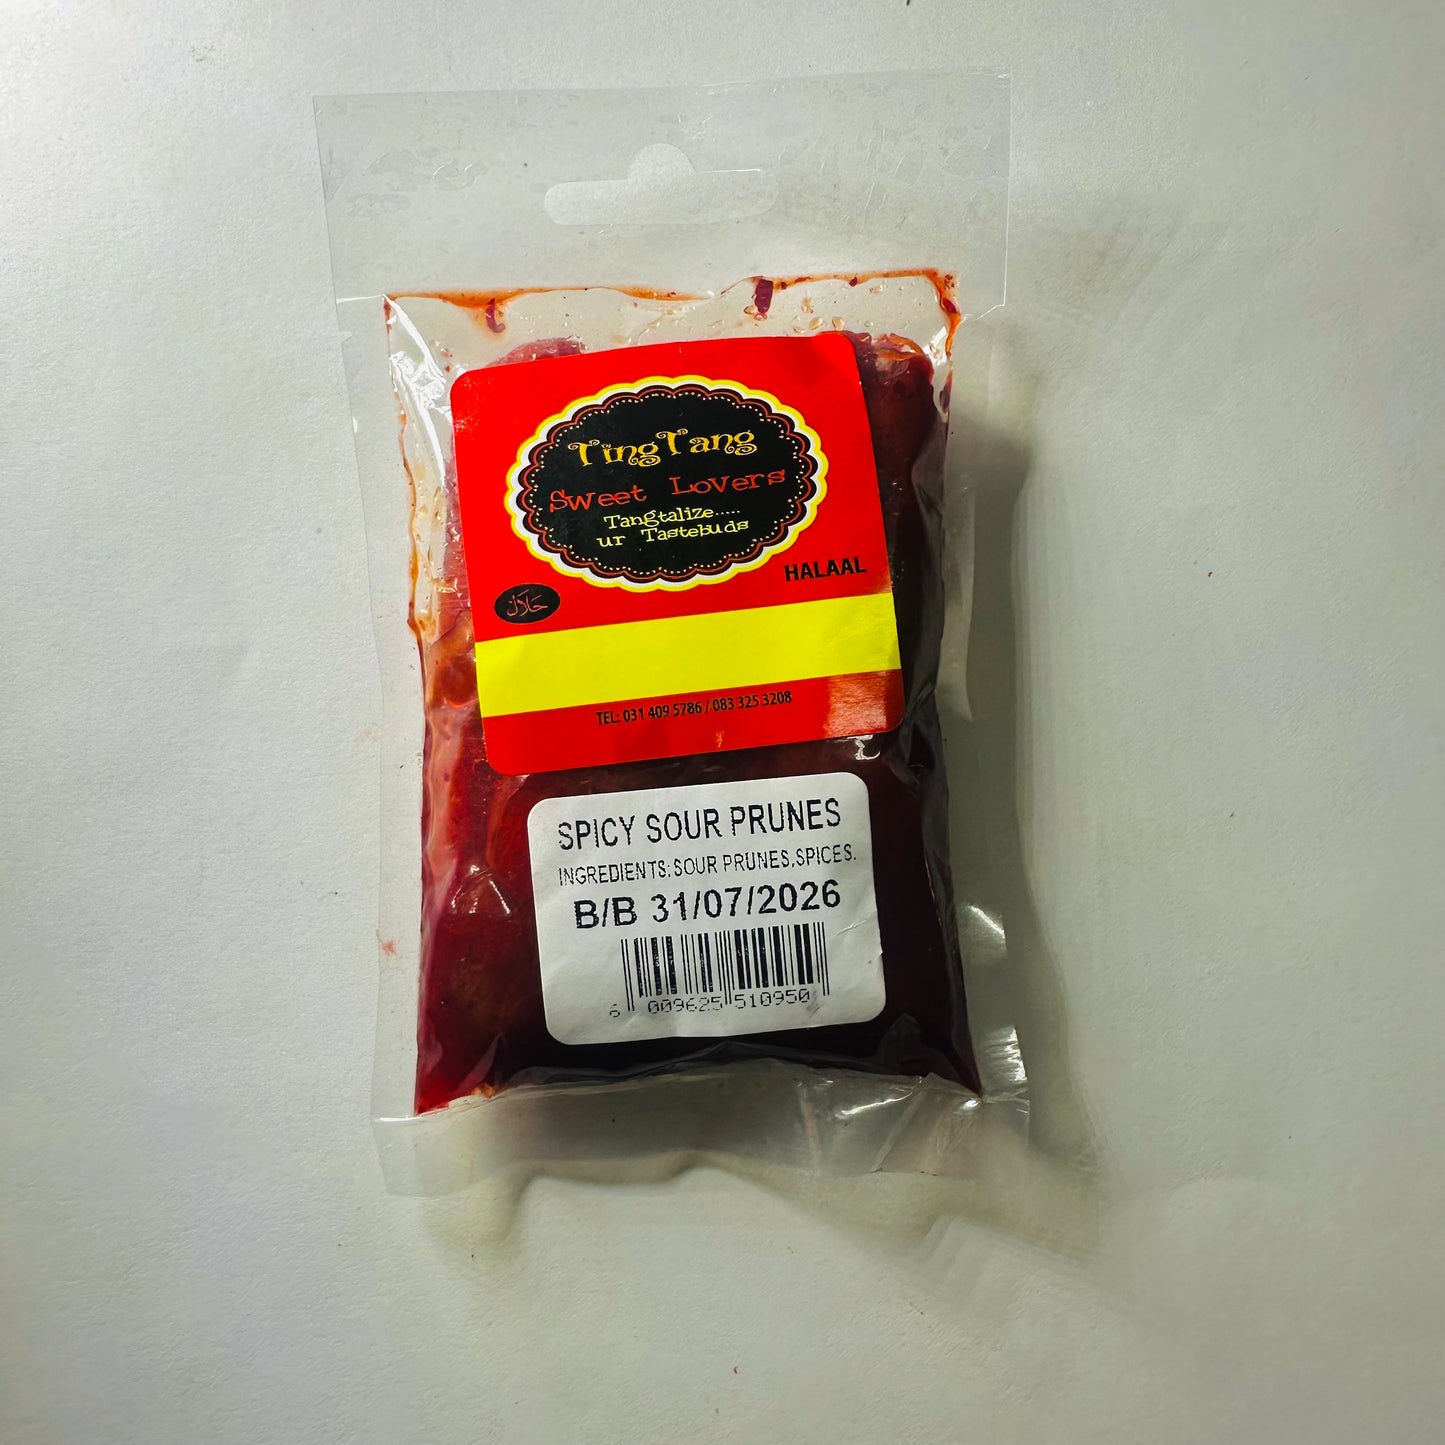 TingTang
Sweet Lovers
Tangtalize.....
ur Tastebuds
HALAAL
حلال
TEL: 031 409 5786 / 083 325 3208
SPICY SOUR PRUNES
INGREDIENTS:SOUR PRUNES,SPICES.
B/B 31/07/2026
6 009625 510950